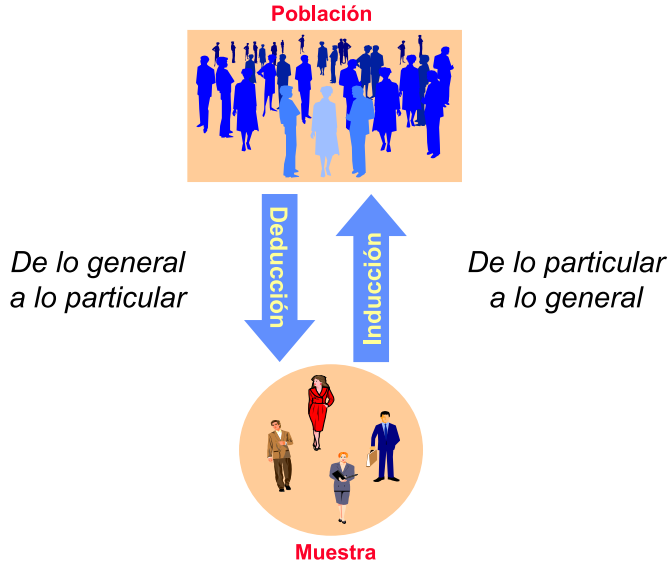 Población
Deducción
Inducción
De lo general
a lo particular
De lo particular
a lo general
Muestra